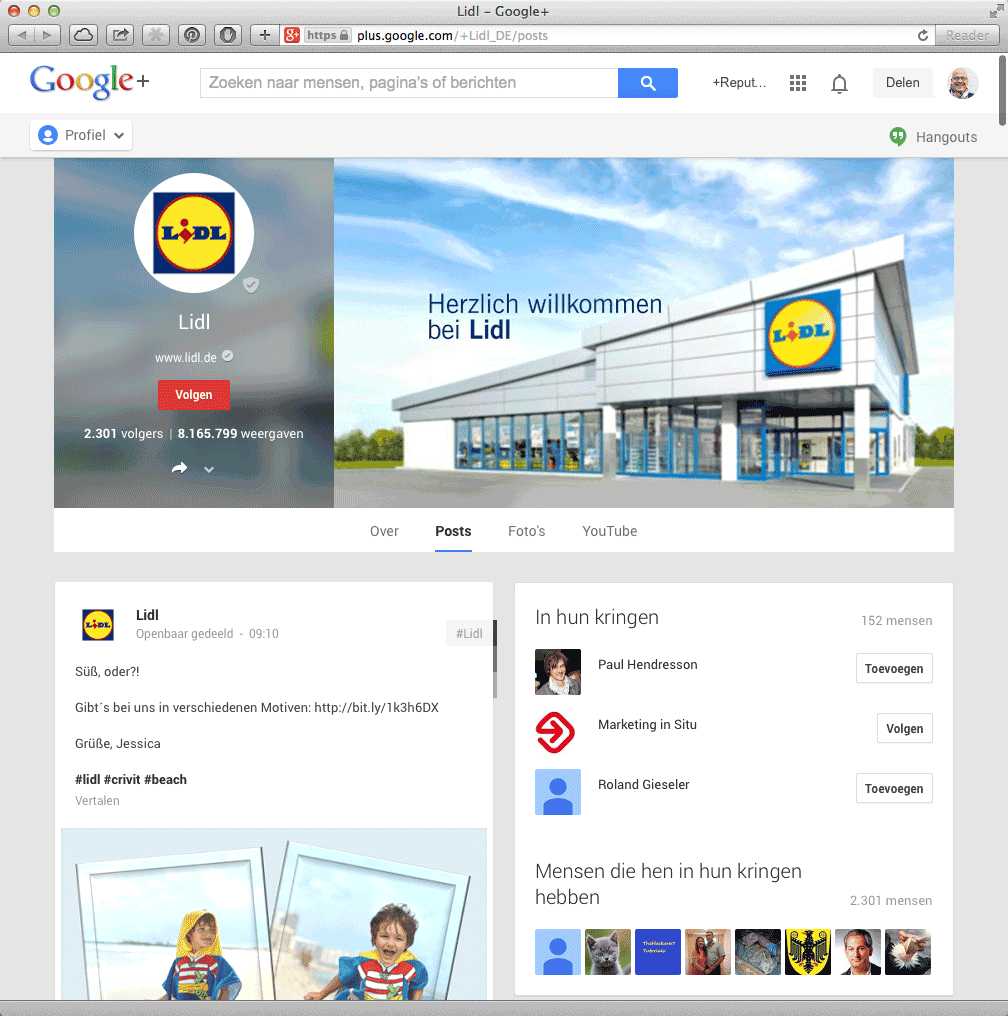 Lidl – Google+
https plus.google.com/+Lidl_DE/posts
Reader
Google+
Zoeken naar mensen, pagina's of berichten
+Reput...
Delen
Profiel
Hangouts
LIDL
Lidl
www.lidl.de
Volgen
2.301 volgers | 8.165.799 weergaven
Herzlich willkommen
bei Lidl
LIDL
Over
Posts
Foto's
YouTube
LIDL
Lidl
Openbaar gedeeld - 09:10
#Lidl
Süß, oder?!
Gibt´s bei uns in verschiedenen Motiven: http://bit.ly/1k3h6DX
Grüße, Jessica
#lidl #crivit #beach
Vertalen
In hun kringen
152 mensen
Paul Hendresson
Toevoegen
Marketing in Situ
Volgen
Roland Gieseler
Toevoegen
Mensen die hen in hun kringen
hebben
2.301 mensen
Tutorials